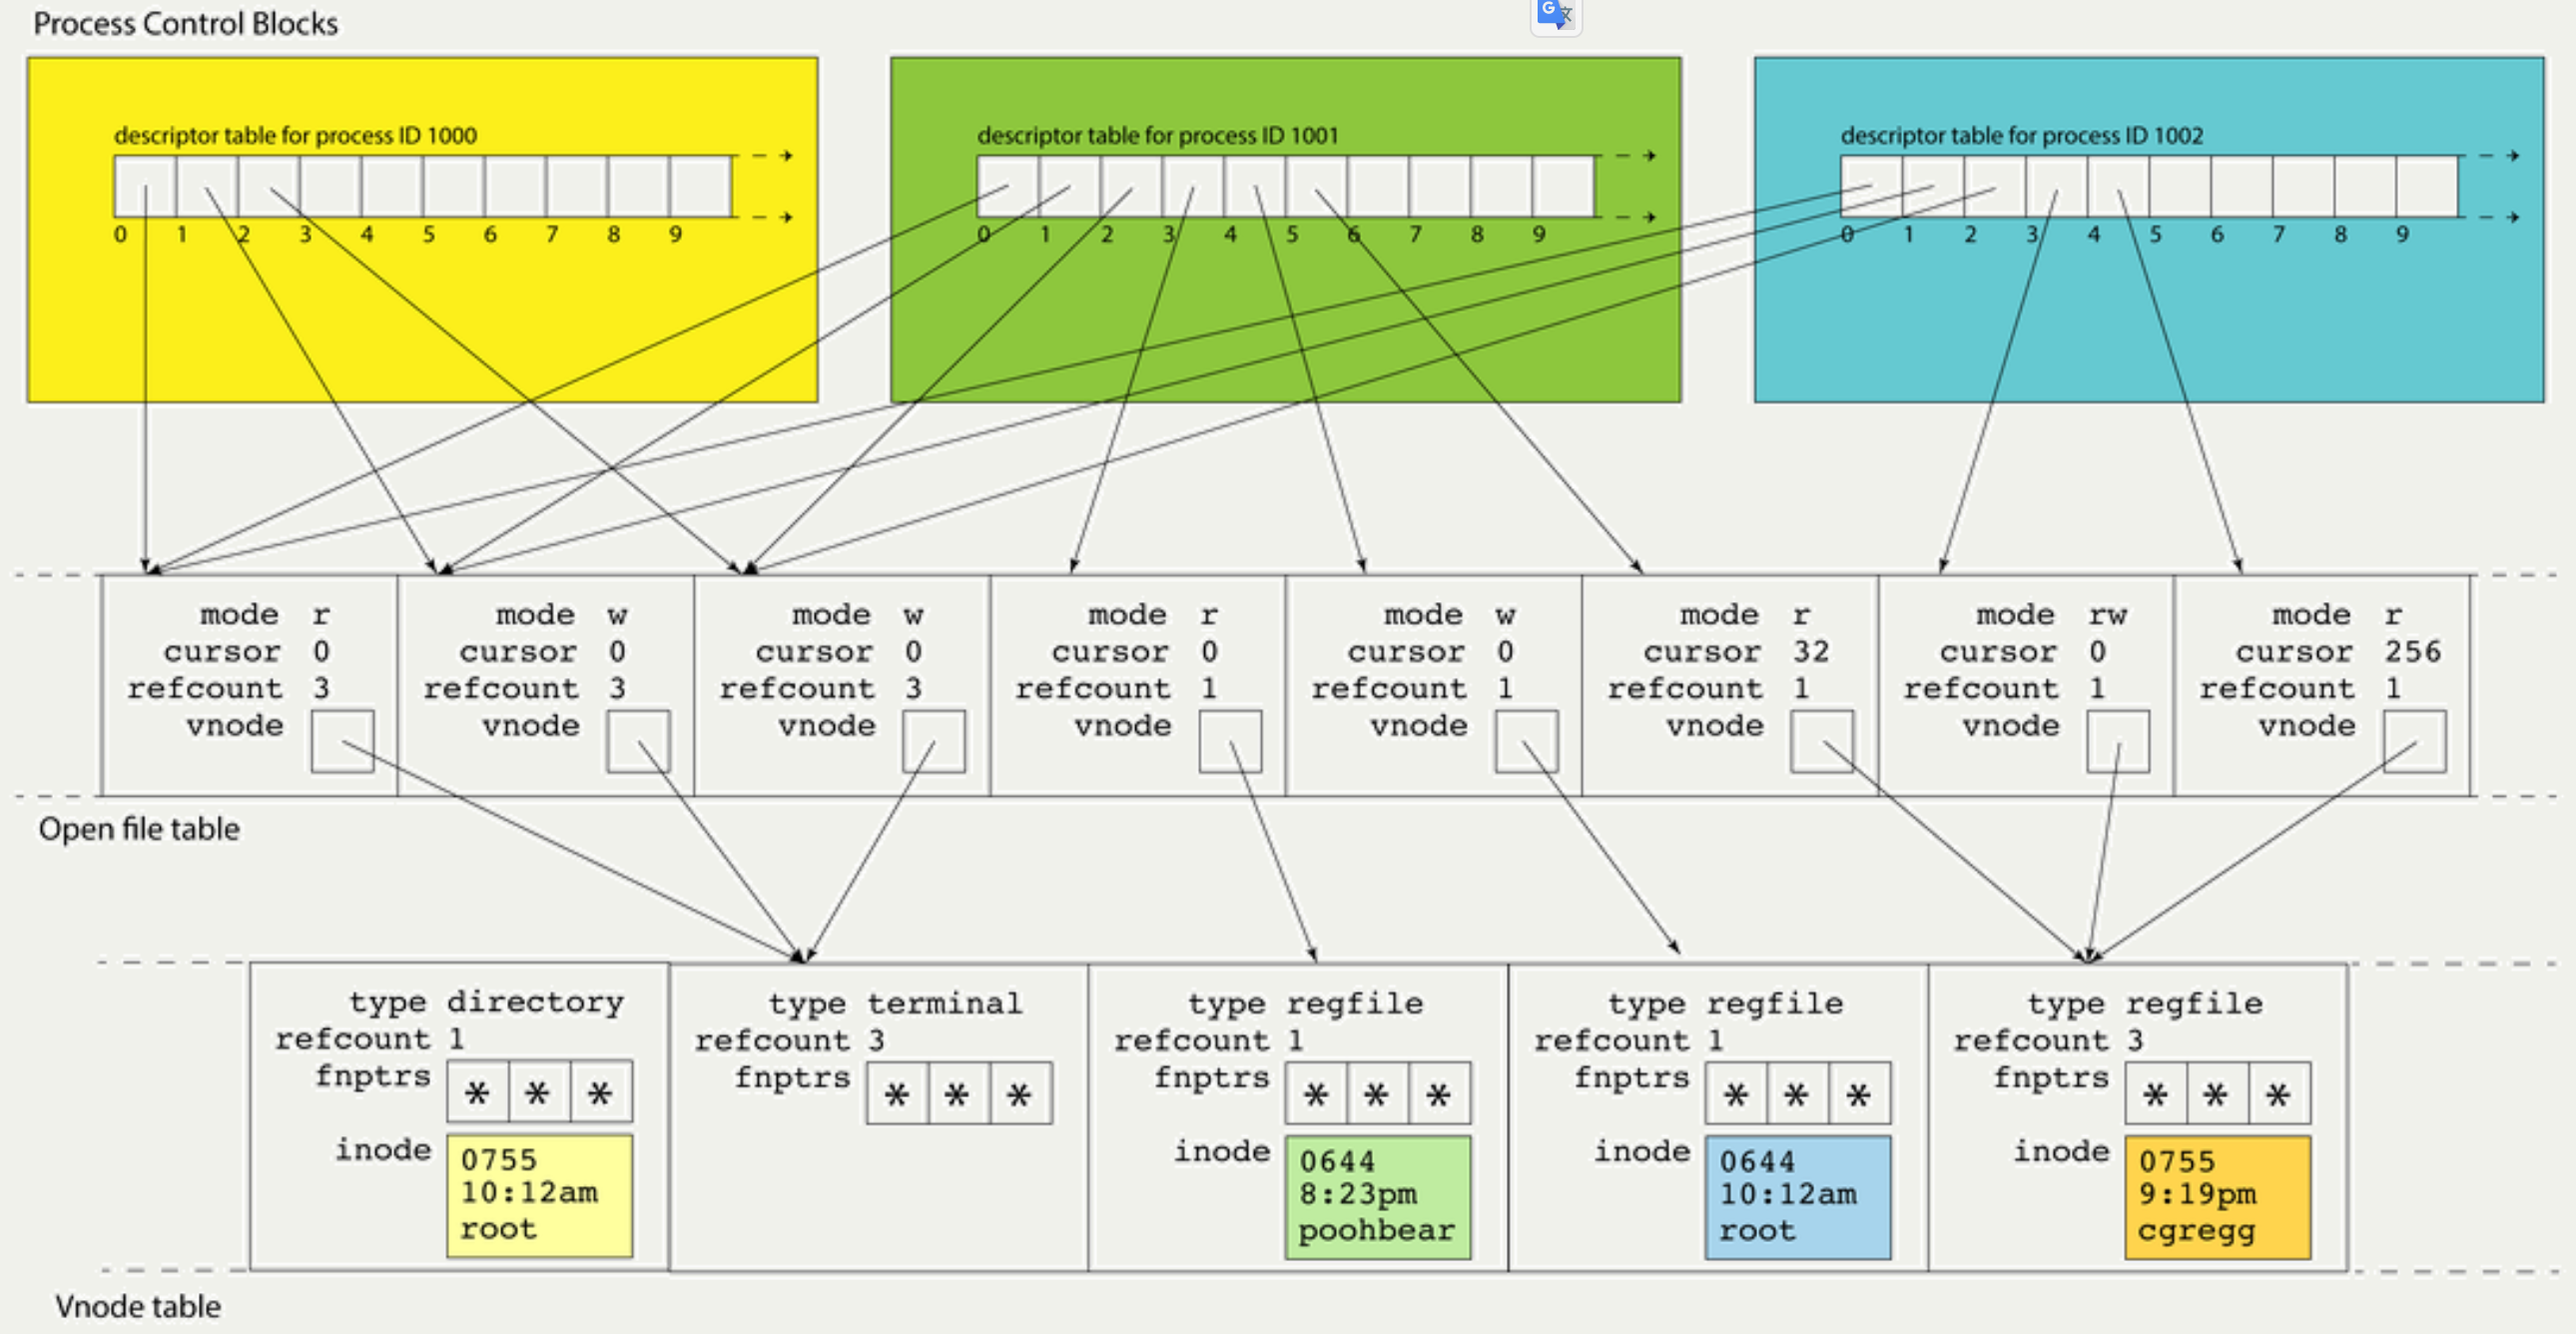 Process Control Blocks
G 文
descriptor table for process ID 1000
0 1 2 3 4 5 6 7 8 9
descriptor table for process ID 1001
0 1 2 3 4 5 6 7 8 9
descriptor table for process ID 1002
0 1 2 3 4 5 6 7 8 9
mode r
cursor 0
refcount 3
vnode
mode w
cursor 0
refcount 3
vnode
mode w
cursor 0
refcount 3
vnode
mode r
cursor 0
refcount 1
vnode
mode w
cursor 0
refcount 1
vnode
mode r
cursor 32
refcount 1
vnode
mode rw
cursor 0
refcount 1
vnode
mode r
cursor 256
refcount 1
vnode
Open file table
type directory
refcount 1
fnptrs * * *
inode 0755
10:12am
root
type terminal
refcount 3
fnptrs * * *
type regfile
refcount 1
fnptrs * * *
inode 0644
8:23pm
poohbear
type regfile
refcount 1
fnptrs * * *
inode 0644
10:12am
root
type regfile
refcount 3
fnptrs * * *
inode 0755
9:19pm
cgregg
Vnode table